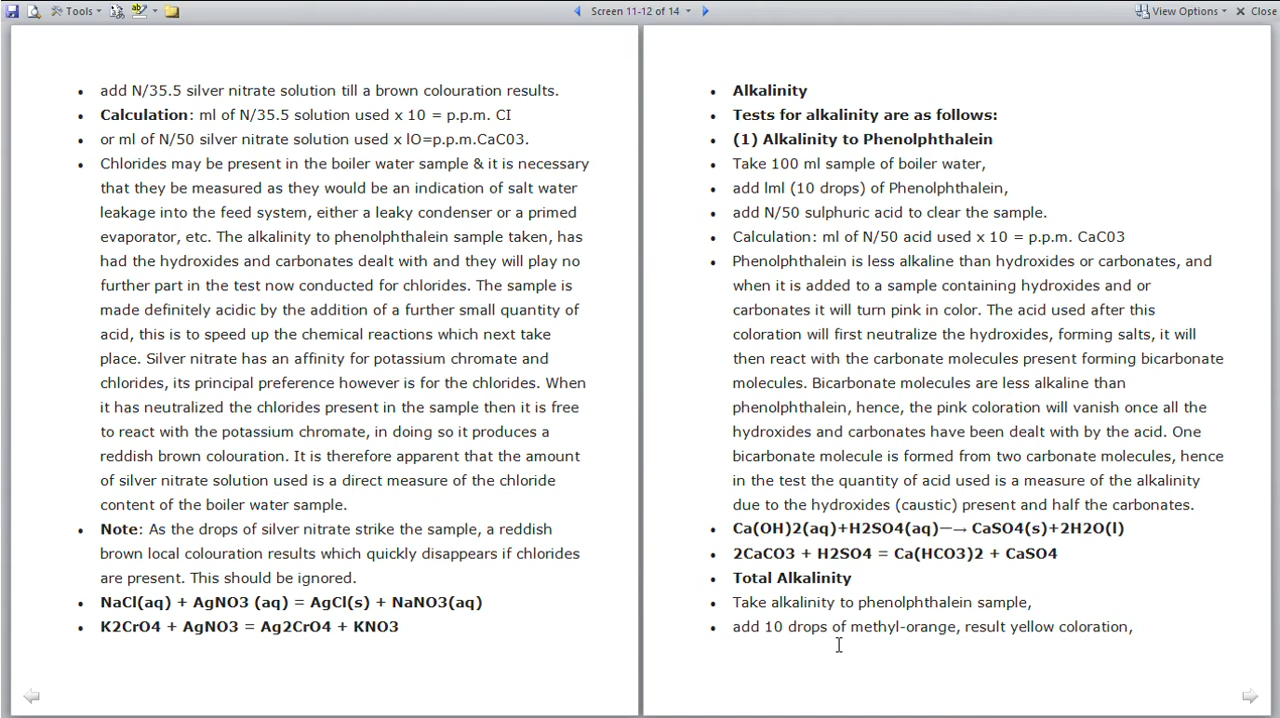 Tools
Screen 11-12 of 14
View Options
Close
• add N/35.5 silver nitrate solution till a brown colouration results.
• Calculation: ml of N/35.5 solution used x 10 = p.p.m. CI
• or ml of N/50 silver nitrate solution used x lO=p.p.m.CaC03.
• Chlorides may be present in the boiler water sample & it is necessary
that they be measured as they would be an indication of salt water
leakage into the feed system, either a leaky condenser or a primed
evaporator, etc. The alkalinity to phenolphthalein sample taken, has
had the hydroxides and carbonates dealt with and they will play no
further part in the test now conducted for chlorides. The sample is
made definitely acidic by the addition of a further small quantity of
acid, this is to speed up the chemical reactions which next take
place. Silver nitrate has an affinity for potassium chromate and
chlorides, its principal preference however is for the chlorides. When
it has neutralized the chlorides present in the sample then it is free
to react with the potassium chromate, in doing so it produces a
reddish brown colouration. It is therefore apparent that the amount
of silver nitrate solution used is a direct measure of the chloride
content of the boiler water sample.
• Note: As the drops of silver nitrate strike the sample, a reddish
brown local colouration results which quickly disappears if chlorides
are present. This should be ignored.
• NaCl(aq) + AgNO3 (aq) = AgCl(s) + NaNO3(aq)
• K2CrO4 + AgNO3 = Ag2CrO4 + KNO3
• Alkalinity
• Tests for alkalinity are as follows:
• (1) Alkalinity to Phenolphthalein
• Take 100 ml sample of boiler water,
• add lml (10 drops) of Phenolphthalein,
• add N/50 sulphuric acid to clear the sample.
• Calculation: ml of N/50 acid used x 10 = p.p.m. CaC03
• Phenolphthalein is less alkaline than hydroxides or carbonates, and
when it is added to a sample containing hydroxides and or
carbonates it will turn pink in color. The acid used after this
coloration will first neutralize the hydroxides, forming salts, it will
then react with the carbonate molecules present forming bicarbonate
molecules. Bicarbonate molecules are less alkaline than
phenolphthalein, hence, the pink coloration will vanish once all the
hydroxides and carbonates have been dealt with by the acid. One
bicarbonate molecule is formed from two carbonate molecules, hence
in the test the quantity of acid used is a measure of the alkalinity
due to the hydroxides (caustic) present and half the carbonates.
• Ca(OH)2(aq)+H2SO4(aq)—→ CaSO4(s)+2H2O(l)
• 2CaCO3 + H2SO4 = Ca(HCO3)2 + CaSO4
• Total Alkalinity
• Take alkalinity to phenolphthalein sample,
• add 10 drops of methyl-orange, result yellow coloration,